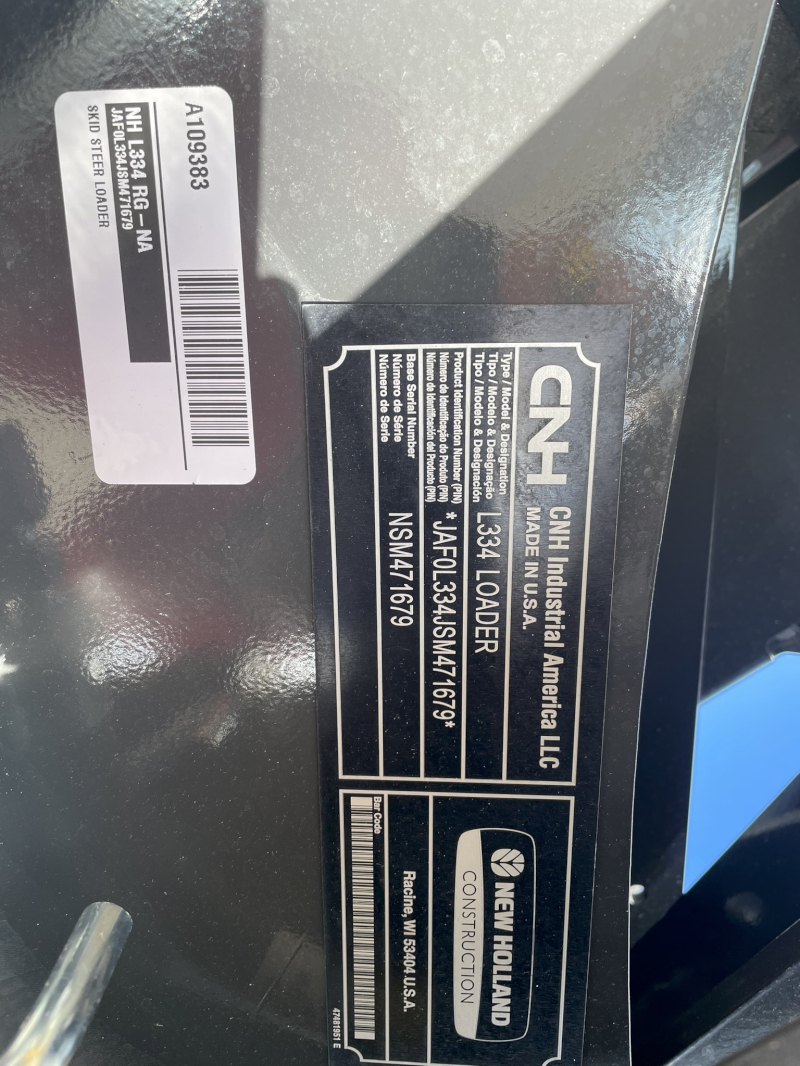 A109383
NH L334 RG – NA
JAF0L334JSM471679
SKID STEER LOADER
CNH CNH Industrial America LLC
MADE IN U.S.A.
Type / Model & Designation
Tipo / Modelo & Designação
Tipo / Modelo & Designación
L334 LOADER
Product Identification Number (PIN)
Número de Identificação do Produto (PIN)
Número de Identificación del Producto (PIN)
*JAF0L334JSM471679*
Base Serial Number
Número de Série
Número de Serie
NSM471679
NEW HOLLAND
CONSTRUCTION
Racine, WI 53404 U.S.A.
Bar Code
47481951 E